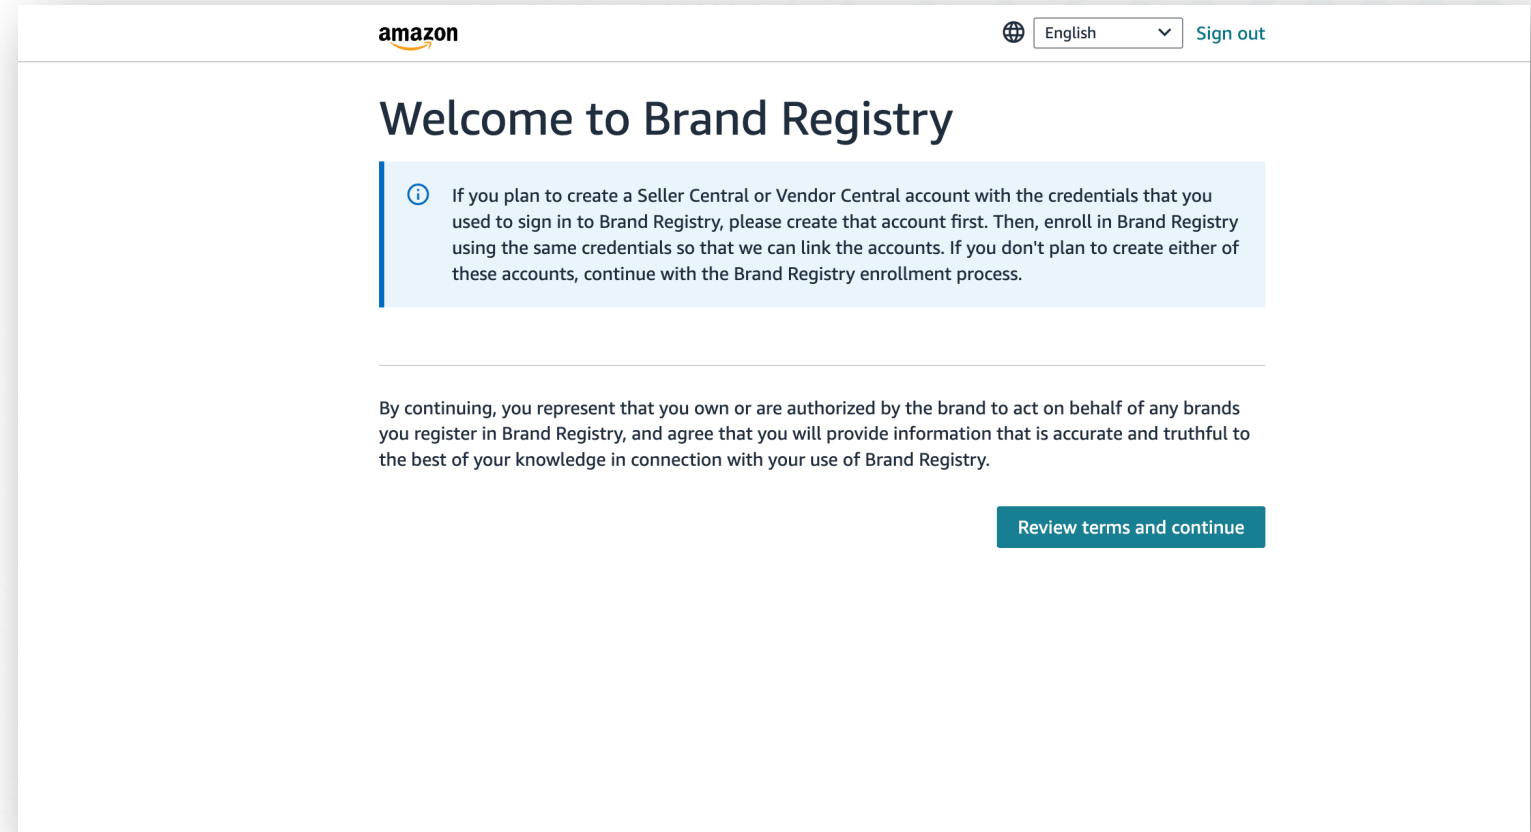 amazon
English
Sign out
Welcome to Brand Registry
If you plan to create a Seller Central or Vendor Central account with the credentials that you
used to sign in to Brand Registry, please create that account first. Then, enroll in Brand Registry
using the same credentials so that we can link the accounts. If you don't plan to create either of
these accounts, continue with the Brand Registry enrollment process.
By continuing, you represent that you own or are authorized by the brand to act on behalf of any brands
you register in Brand Registry, and agree that you will provide information that is accurate and truthful to
the best of your knowledge in connection with your use of Brand Registry.
Review terms and continue